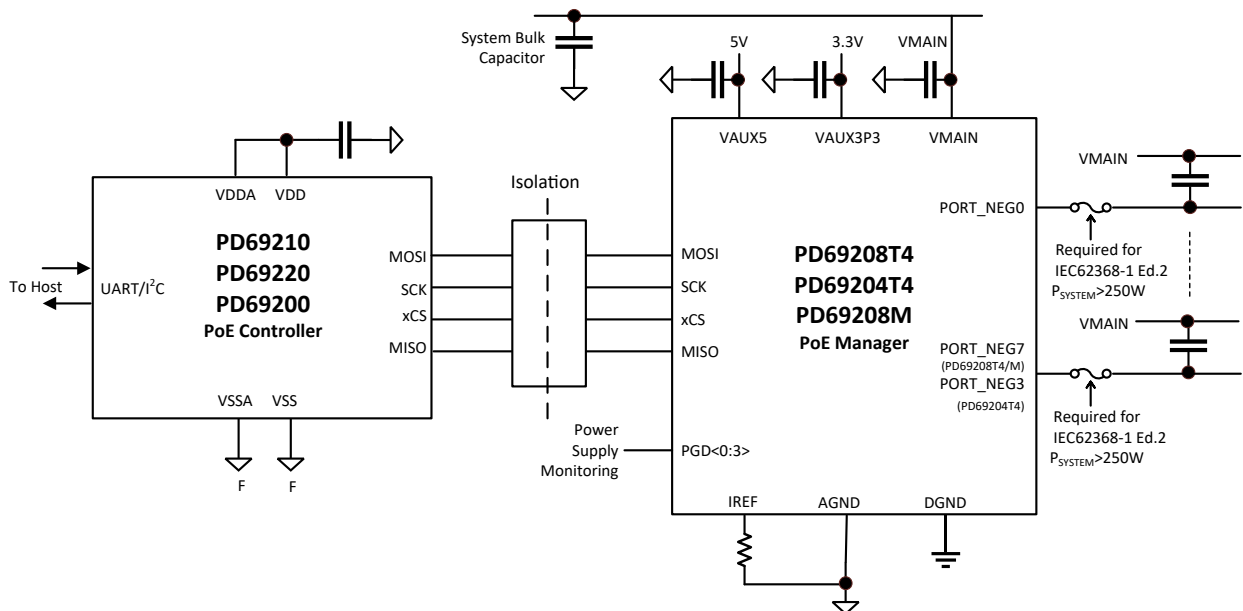 System Bulk
Capacitor
5V
3.3V
VMAIN
VAUX5
VAUX3P3
VMAIN
VDDA
VDD
PD69210
PD69220
PD69200
PoE Controller
To Host
UART/I²C
MOSI
SCK
xCS
MISO
VSSA
VSS
F
F
Isolation
MOSI
SCK
xCS
MISO
PD69208T4
PD69204T4
PD69208M
PoE Manager
Power
Supply
Monitoring
PGD<0:3>
IREF
AGND
DGND
PORT_NEG0
PORT_NEG7
(PD69208T4/M)
PORT_NEG3
(PD69204T4)
VMAIN
Required for
IEC62368-1 Ed.2
PSYSTEM>250W
VMAIN
Required for
IEC62368-1 Ed.2
PSYSTEM>250W